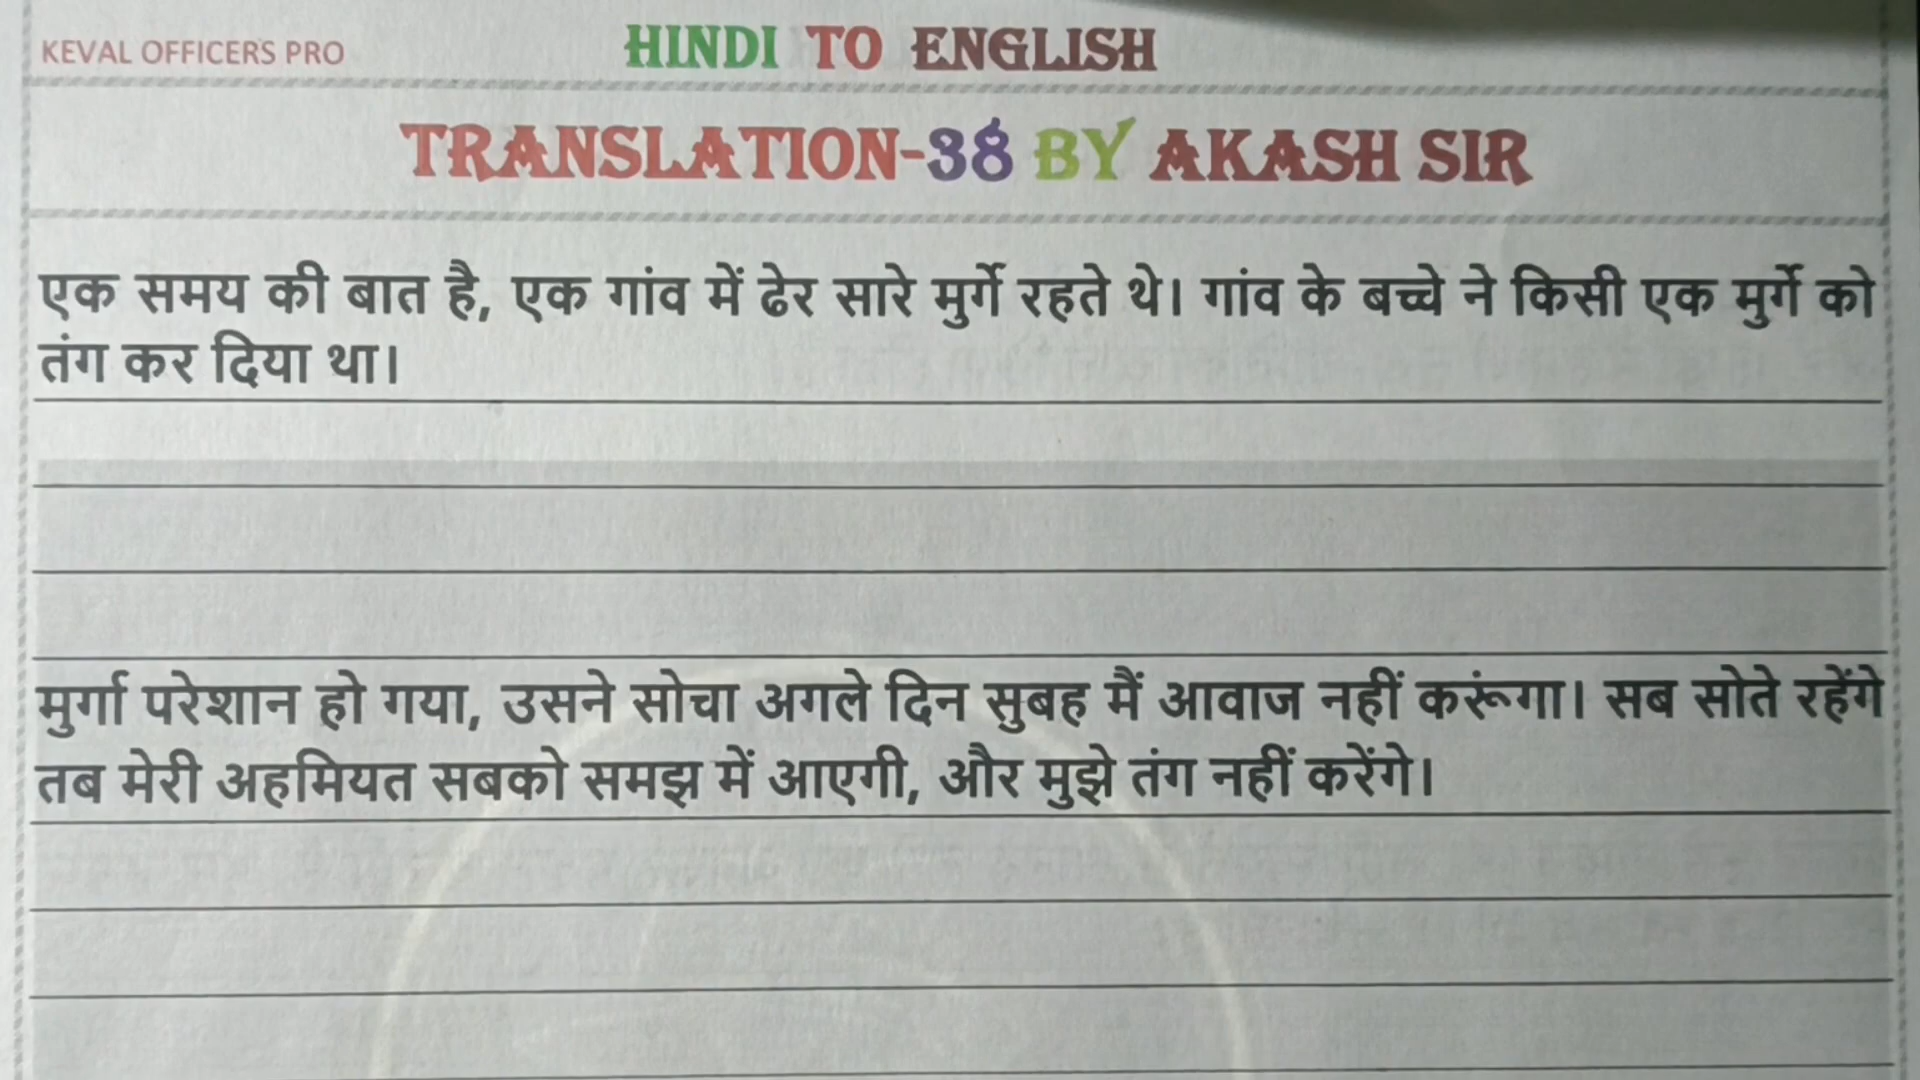 KEVAL OFFICERS PRO
HINDI TO ENGLISH
TRANSLATION-38 BY AKASH SIR
एक समय की बात है, एक गांव में ढेर सारे मुर्गे रहते थे। गांव के बच्चे ने किसी एक मुर्गे को
तंग कर दिया था।
मुर्गा परेशान हो गया, उसने सोचा अगले दिन सुबह मैं आवाज नहीं करूंगा। सब सोते रहेंगे
तब मेरी अहमियत सबको समझ में आएगी, और मुझे तंग नहीं करेंगे।